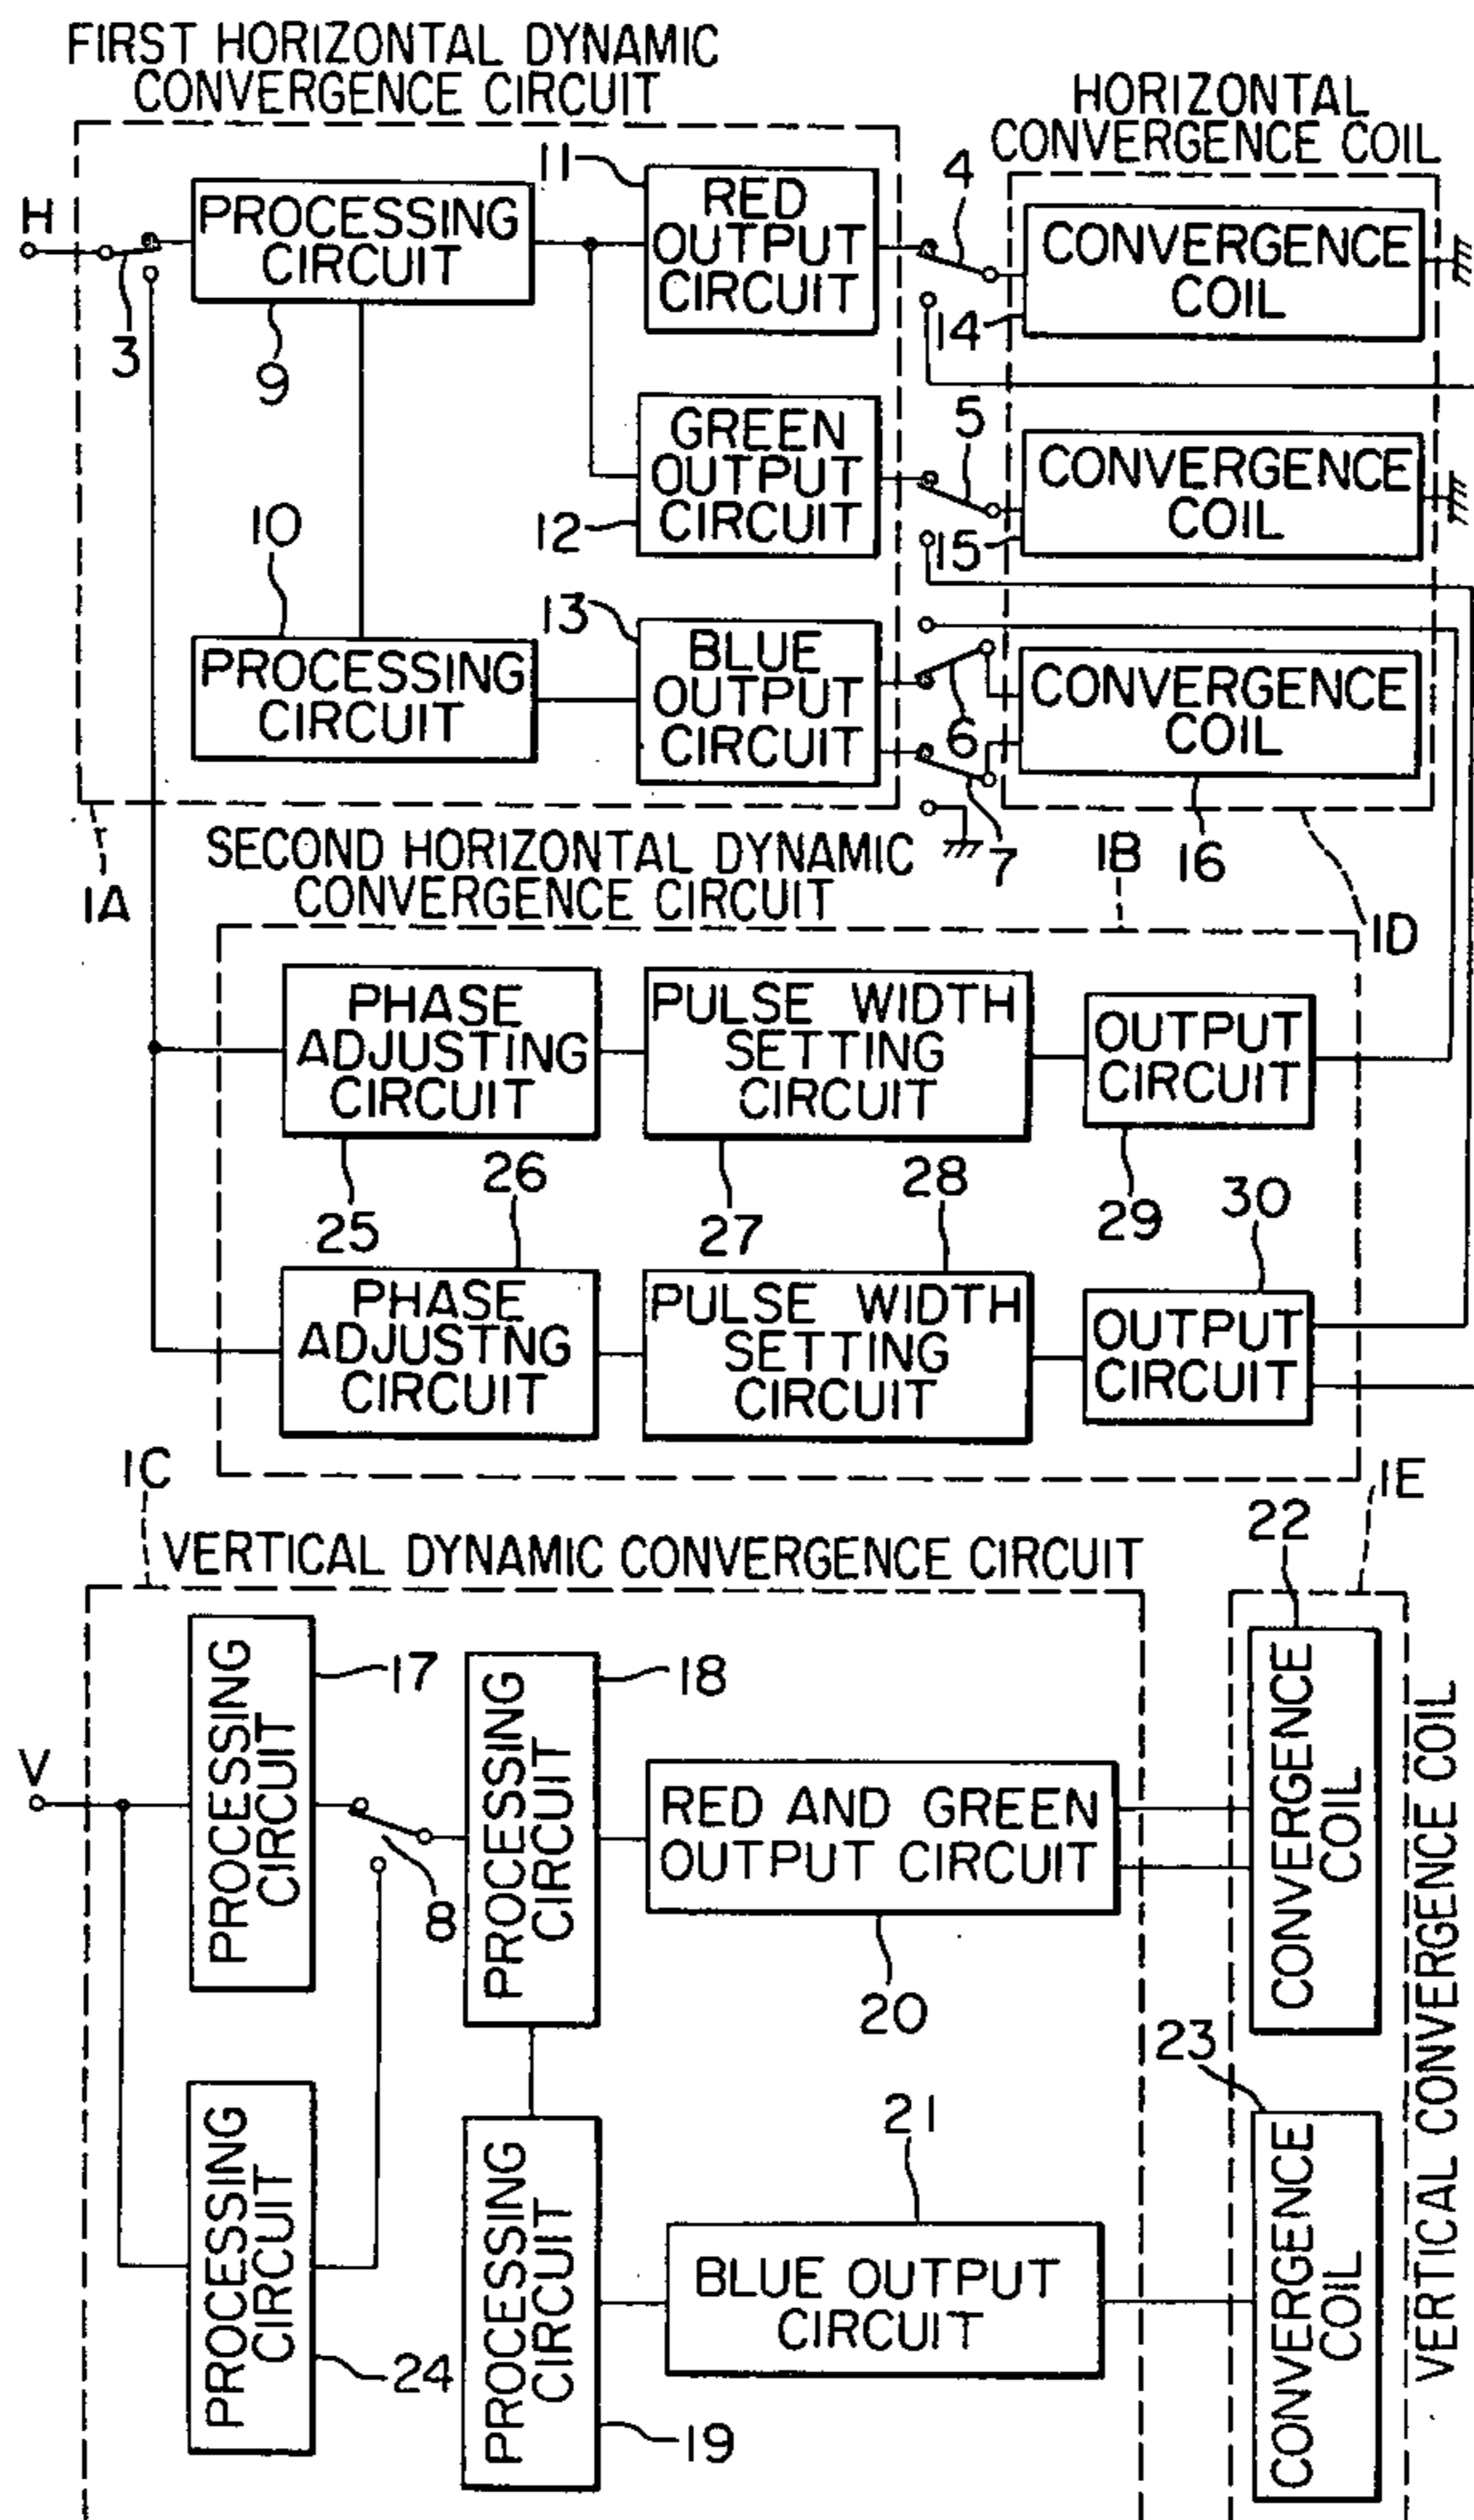 FIRST HORIZONTAL DYNAMIC
CONVERGENCE CIRCUIT
HORIZONTAL
CONVERGENCE COIL
H
3
PROCESSING
CIRCUIT
9
11
RED
OUTPUT
CIRCUIT
4
CONVERGENCE
COIL
14
GREEN
OUTPUT
CIRCUIT
12
5
CONVERGENCE
COIL
15
10
PROCESSING
CIRCUIT
13
BLUE
OUTPUT
CIRCUIT
6
7
CONVERGENCE
COIL
16
1A
1D
SECOND HORIZONTAL DYNAMIC
CONVERGENCE CIRCUIT
1B
PHASE
ADJUSTING
CIRCUIT
25
PULSE WIDTH
SETTING
CIRCUIT
27
OUTPUT
CIRCUIT
29
26
PHASE
ADJUSTNG
CIRCUIT
28
PULSE WIDTH
SETTING
CIRCUIT
30
OUTPUT
CIRCUIT
1C
VERTICAL DYNAMIC CONVERGENCE CIRCUIT
1E
V
PROCESSING
CIRCUIT
17
8
PROCESSING
CIRCUIT
18
RED AND GREEN
OUTPUT CIRCUIT
20
22
CONVERGENCE
COIL
VERTICAL CONVERGENCE COIL
PROCESSING
CIRCUIT
24
PROCESSING
CIRCUIT
19
21
BLUE OUTPUT
CIRCUIT
23
CONVERGENCE
COIL